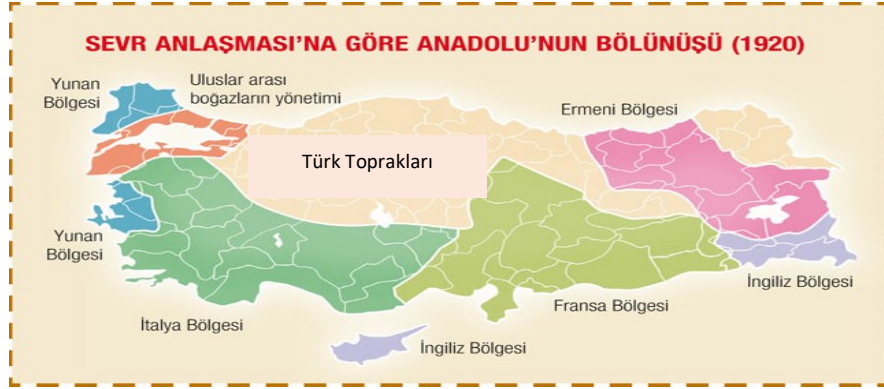 SEVR ANLAŞMASI'NA GÖRE ANADOLU'NUN BÖLÜNÜŞÜ (1920)
Yunan
Bölgesi
Uluslar arası
boğazların yönetimi
Ermeni Bölgesi
Türk Toprakları
Yunan
Bölgesi
İtalya Bölgesi
İngiliz Bölgesi
Fransa Bölgesi
İngiliz Bölgesi